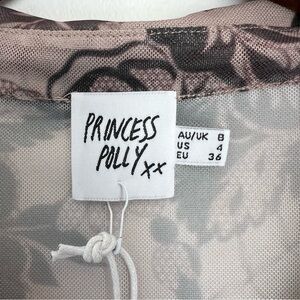 PRINCESS
POLLY xx
AU/UK 8
US 4
EU 36